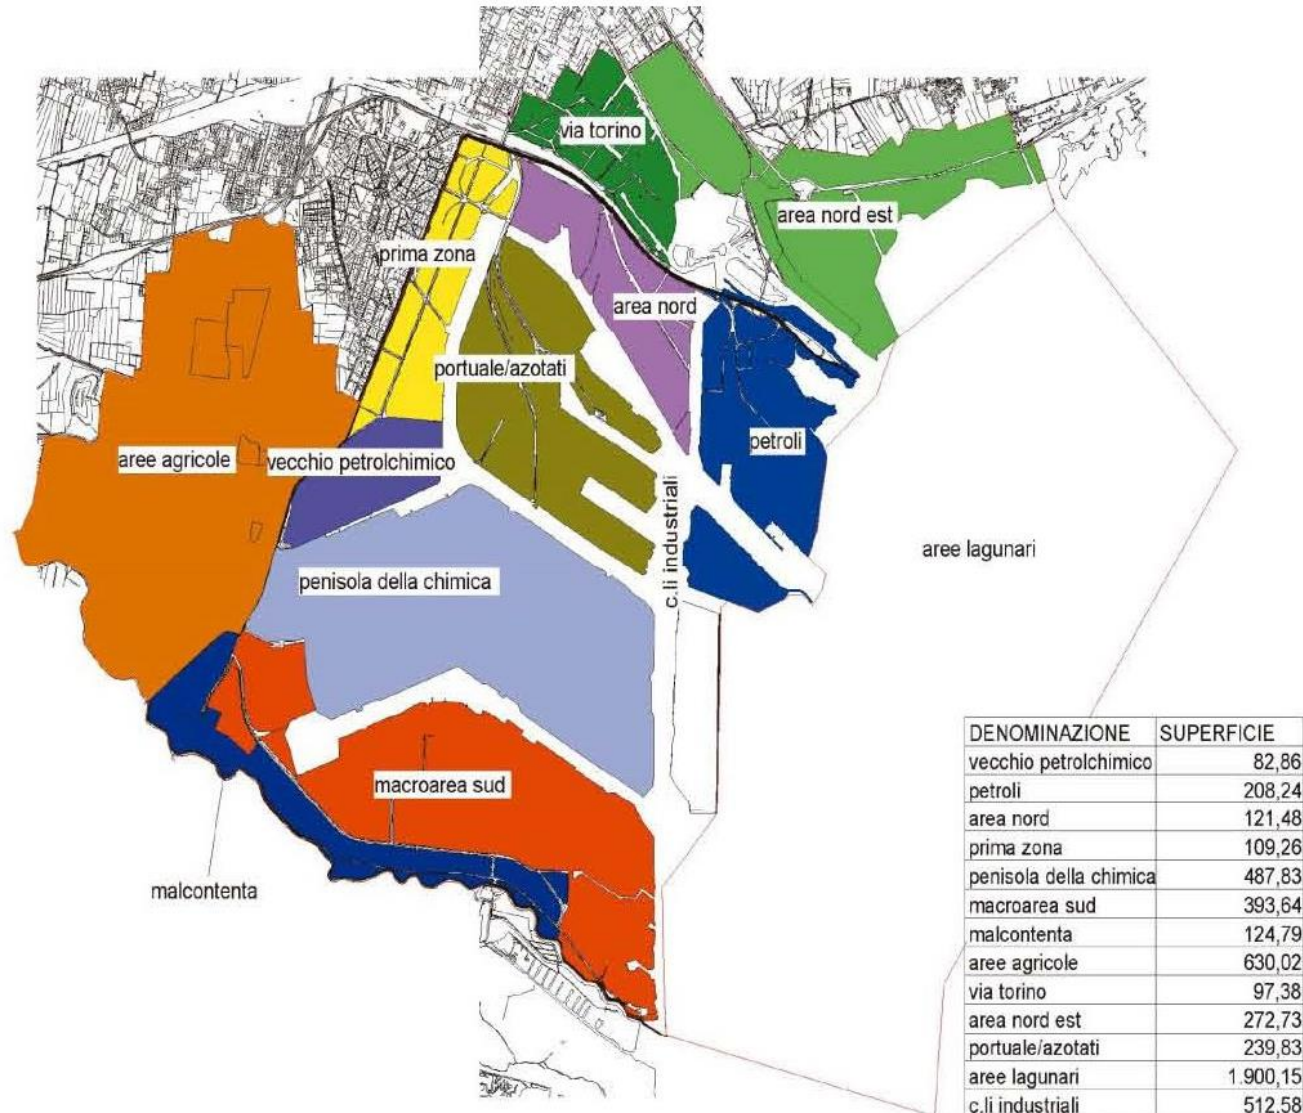 via torino
area nord est
prima zona
area nord
portuale/azotati
petroli
aree agricole
vecchio petrolchimico
c.li industriali
aree lagunari
penisola della chimica
macroarea sud
malcontenta
DENOMINAZIONE SUPERFICIE
vecchio petrolchimico 82,86
petroli 208,24
area nord 121,48
prima zona 109,26
penisola della chimica 487,83
macroarea sud 393,64
malcontenta 124,79
aree agricole 630,02
via torino 97,38
area nord est 272,73
portuale/azotati 239,83
aree lagunari 1.900,15
c.li industriali 512,58